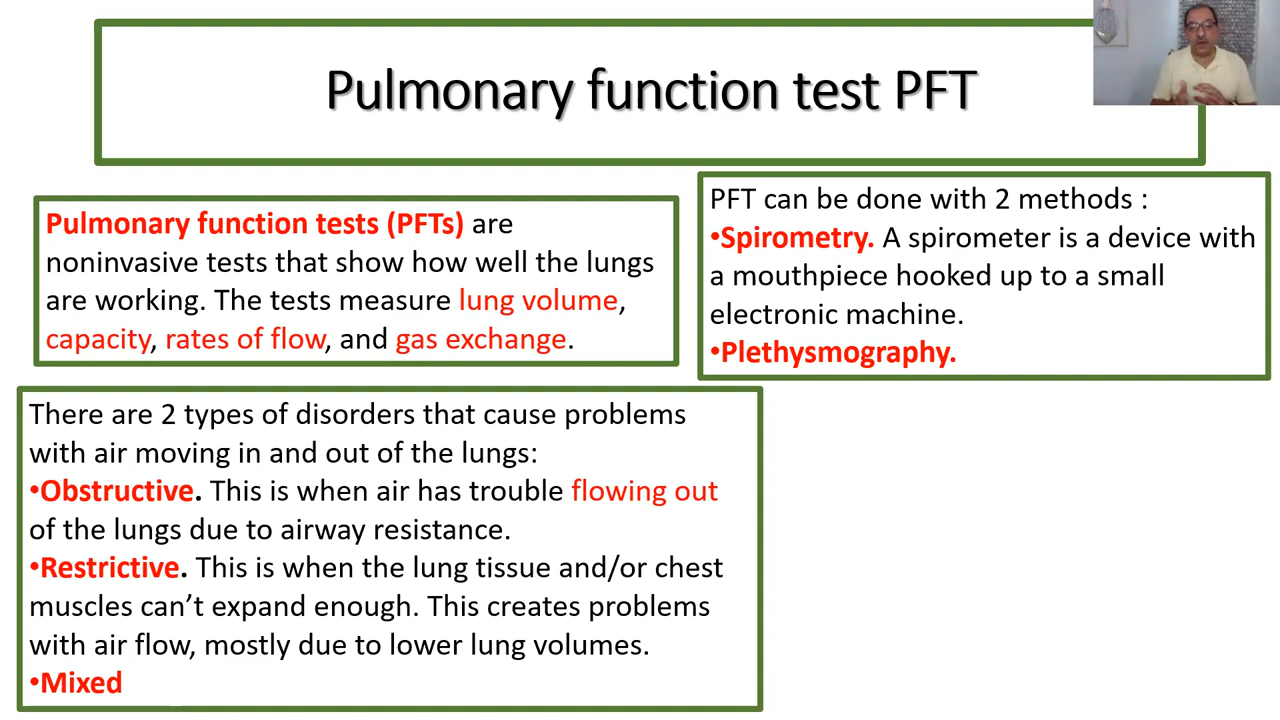 Pulmonary function test PFT
Pulmonary function tests (PFTs) are
noninvasive tests that show how well the lungs
are working. The tests measure lung volume,
capacity, rates of flow, and gas exchange.
PFT can be done with 2 methods :
•Spirometry. A spirometer is a device with
a mouthpiece hooked up to a small
electronic machine.
•Plethysmography.
There are 2 types of disorders that cause problems
with air moving in and out of the lungs:
•Obstructive. This is when air has trouble flowing out
of the lungs due to airway resistance.
•Restrictive. This is when the lung tissue and/or chest
muscles can’t expand enough. This creates problems
with air flow, mostly due to lower lung volumes.
•Mixed